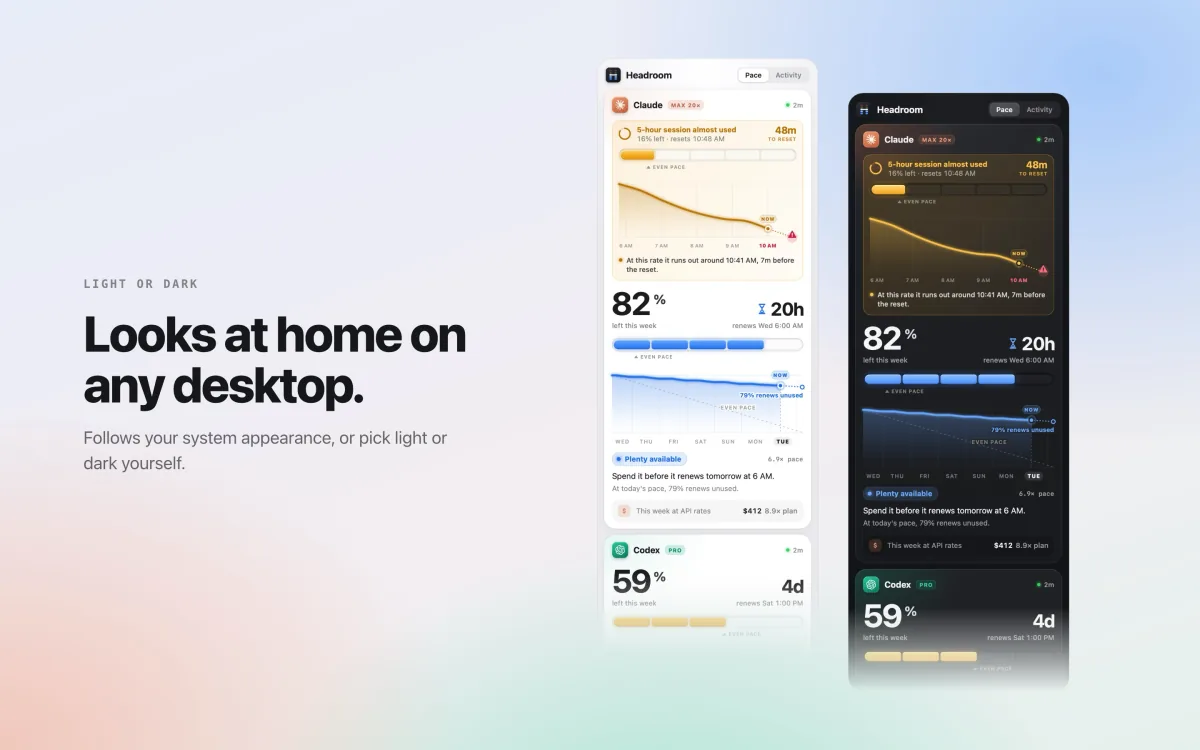 LIGHT OR DARK
Looks at home on
any desktop.
Follows your system appearance, or pick light or
dark yourself.
Headroom
Pace
Activity
Claude
MAX 20×
2m
5-hour session almost used
48m
16% left · resets 10:48 AM
TO RESET
▲ EVEN PACE
NOW
6 AM
7 AM
8 AM
9 AM
10 AM
At this rate it runs out around 10:41 AM, 7m before
the reset.
82%
20h
left this week
renews Wed 6:00 AM
▲ EVEN PACE
NOW
79% renews unused
EVEN PACE
WED
THU
FRI
SAT
SUN
MON
TUE
Plenty available
6.9× pace
Spend it before it renews tomorrow at 6 AM.
At today's pace, 79% renews unused.
$
This week at API rates
$412 8.9× plan
Codex
PRO
2m
59%
4d
left this week
renews Sat 1:00 PM
▲ EVEN PACE
Headroom
Pace
Activity
Claude
MAX 20×
2m
5-hour session almost used
48m
16% left · resets 10:48 AM
TO RESET
▲ EVEN PACE
NOW
6 AM
7 AM
8 AM
9 AM
10 AM
At this rate it runs out around 10:41 AM, 7m before
the reset.
82%
20h
left this week
renews Wed 6:00 AM
▲ EVEN PACE
NOW
79% renews unused
EVEN PACE
WED
THU
FRI
SAT
SUN
MON
TUE
Plenty available
6.9× pace
Spend it before it renews tomorrow at 6 AM.
At today's pace, 79% renews unused.
$
This week at API rates
$412 8.9× plan
Codex
PRO
2m
59%
4d
left this week
renews Sat 1:00 PM
▲ EVEN PACE